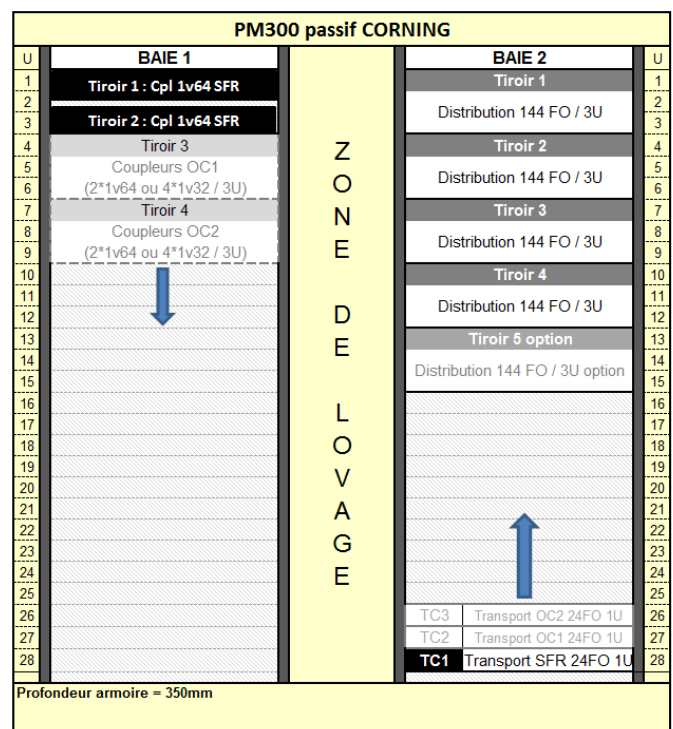 PM300 passif CORNING
U BAIE 1 BAIE 2 U
1 Tiroir 1 : Cpl 1v64 SFR Tiroir 1 1
2 Distribution 144 FO / 3U 2
3 Tiroir 2 : Cpl 1v64 SFR 3
4 Tiroir 3 Tiroir 2 4
5 Coupleurs OC1 Distribution 144 FO / 3U 5
6 (2*1v64 ou 4*1v32 / 3U) 6
7 Tiroir 4 Tiroir 3 7
8 Coupleurs OC2 Distribution 144 FO / 3U 8
9 (2*1v64 ou 4*1v32 / 3U) 9
10 Tiroir 4 10
11 Distribution 144 FO / 3U 11
12 12
13 Tiroir 5 option 13
14 Distribution 144 FO / 3U option 14
15 15
16 16
17 17
18 18
19 19
20 20
21 21
22 22
23 23
24 24
25 25
26 TC3 Transport OC2 24FO 1U 26
27 TC2 Transport OC1 24FO 1U 27
28 TC1 Transport SFR 24FO 1U 28
ZONE DE LOVAGE
Profondeur armoire = 350mm